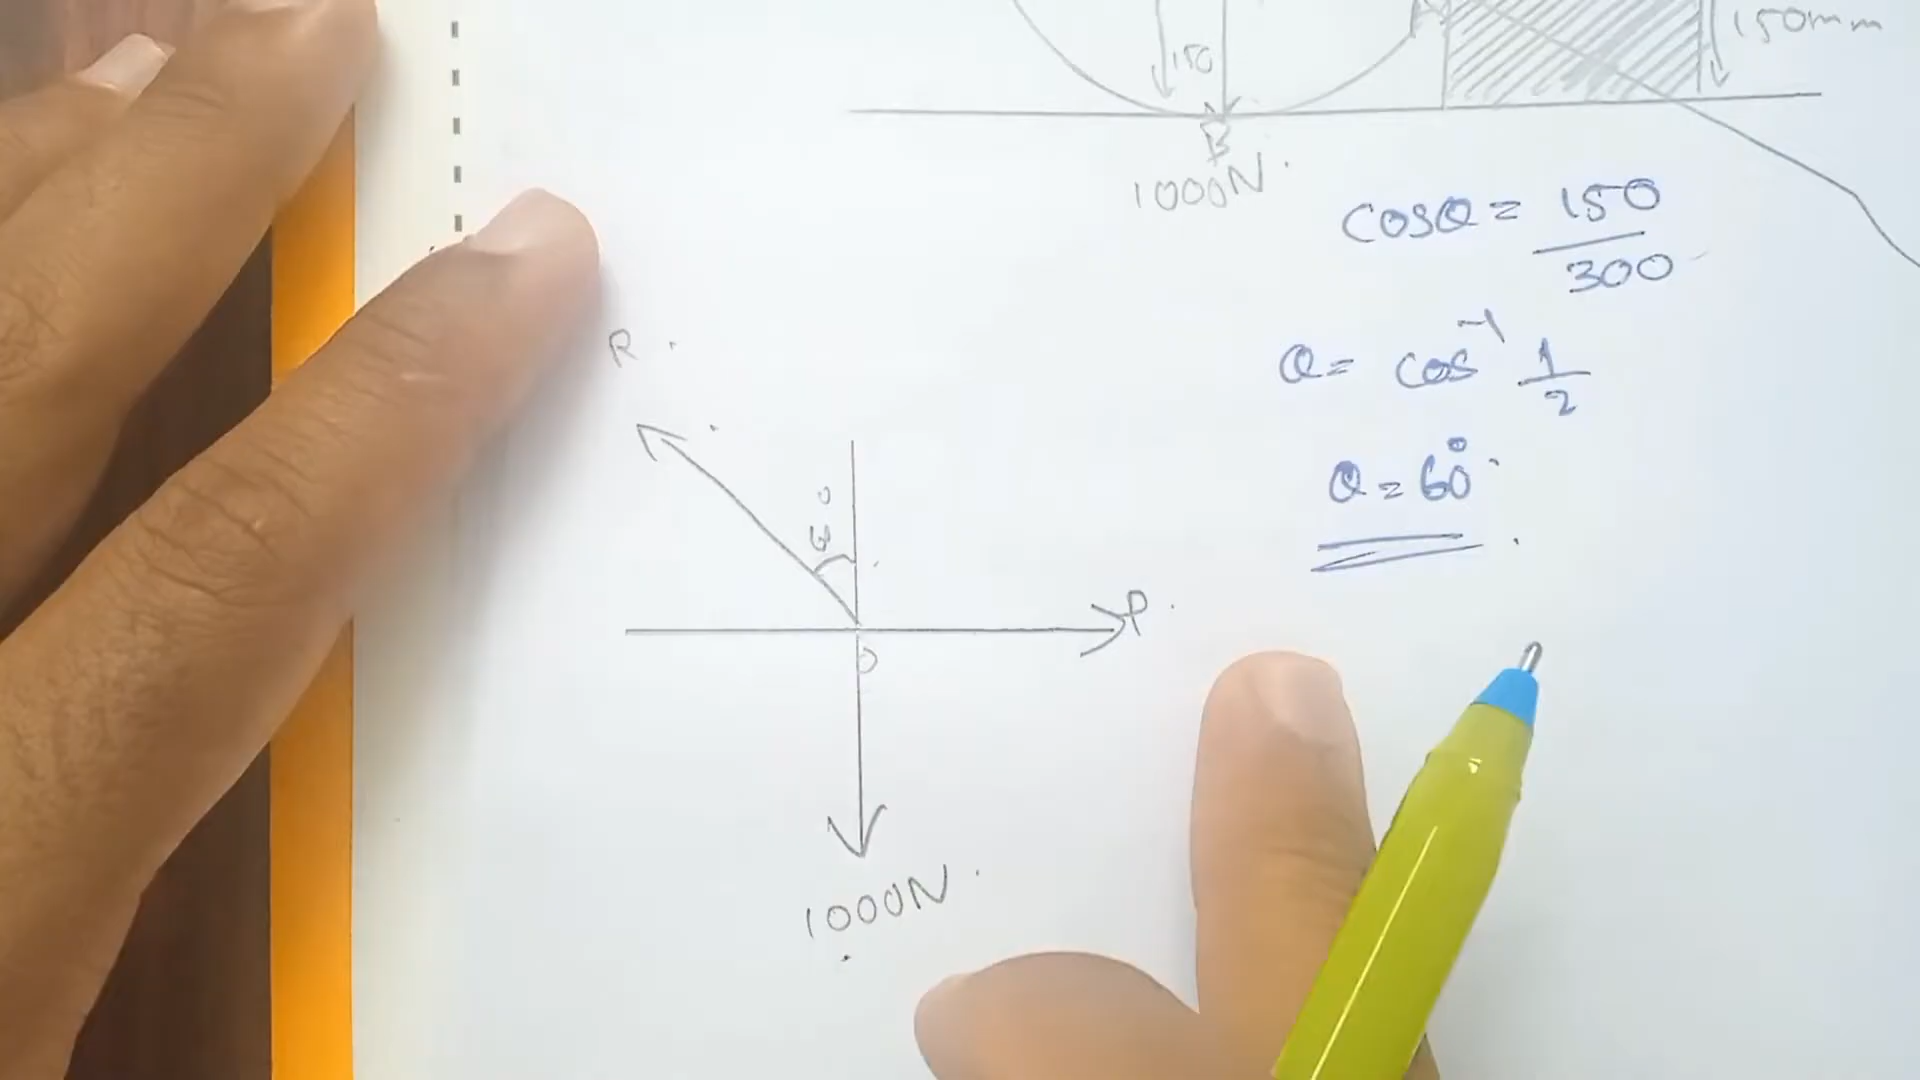 150mm
150
B
1000N.
cosθ = 150
300
θ = cos⁻¹ 1
2
θ = 60°
R.
60°
P.
O
1000N.